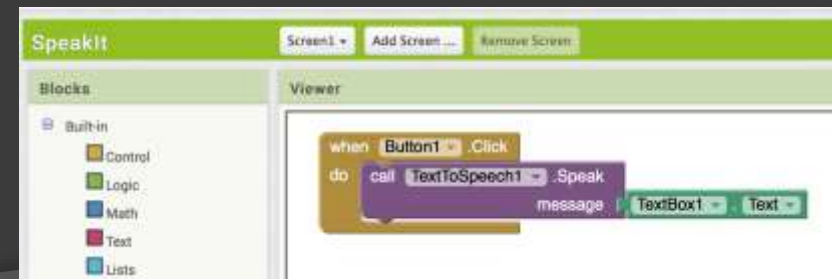 SpeakIt Screen1 Add Screen ... Remove Screen
Blocks Viewer
Built-in
Control
Logic
Math
Text
Lists
when Button1 .Click
do call TextToSpeech1 .Speak
message TextBox1 . Text